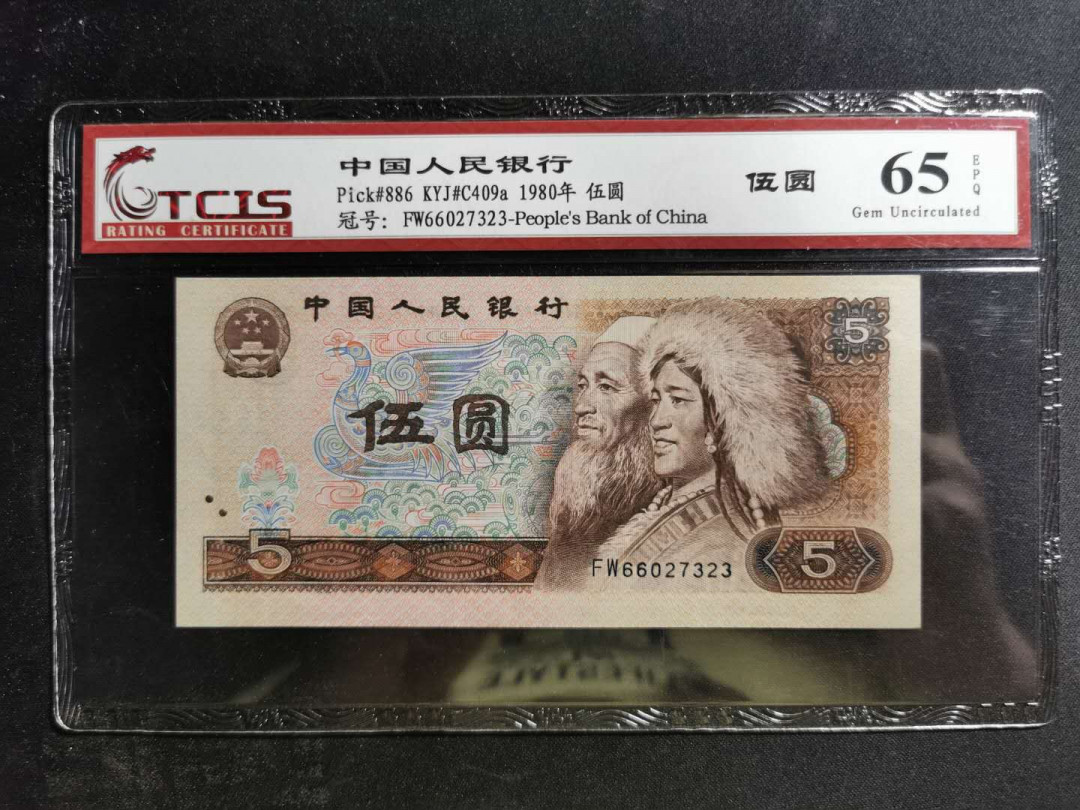 TCIS
RATING CERTIFICATE
中国人民银行
Pick#886 KYJ#C409a 1980年 伍圆
冠号: FW66027323-People's Bank of China
伍圆
65
EPQ
Gem Uncirculated
中国人民银行
5
伍圆
5
FW66027323
5